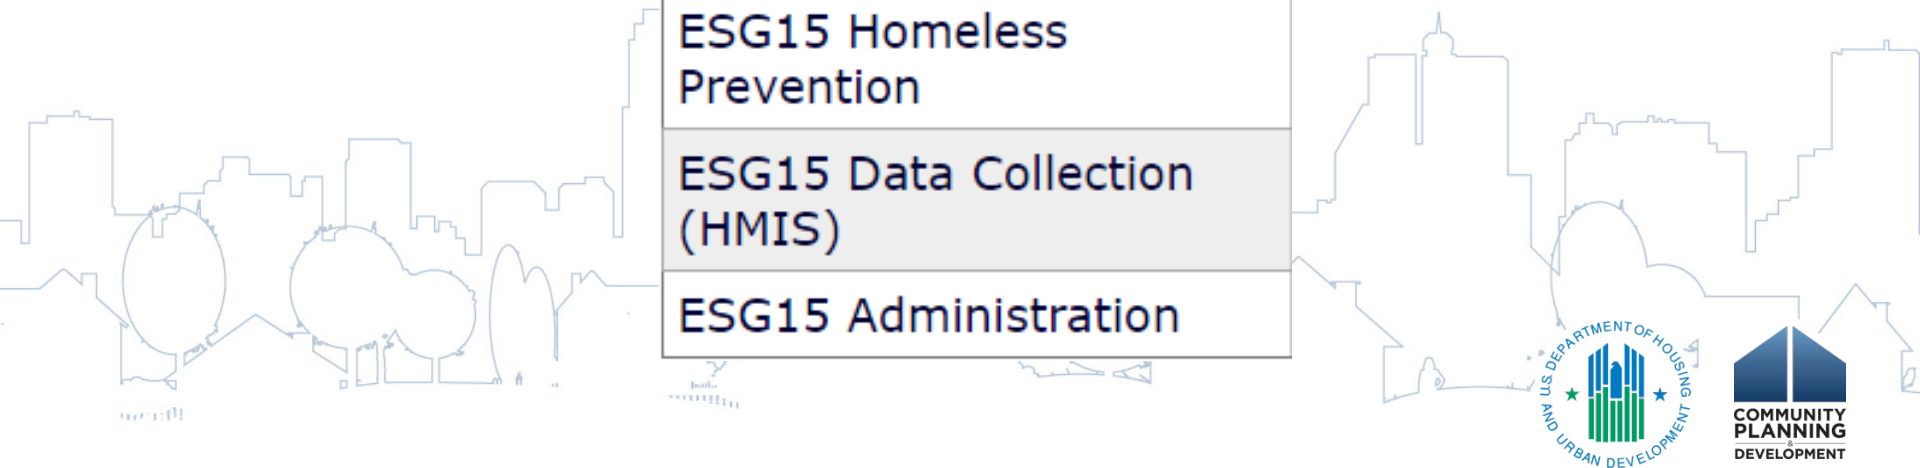 ESG15 Homeless
Prevention
ESG15 Data Collection
(HMIS)
ESG15 Administration
U.S. DEPARTMENT OF HOUSING
AND URBAN DEVELOPMENT
COMMUNITY
PLANNING
&
DEVELOPMENT